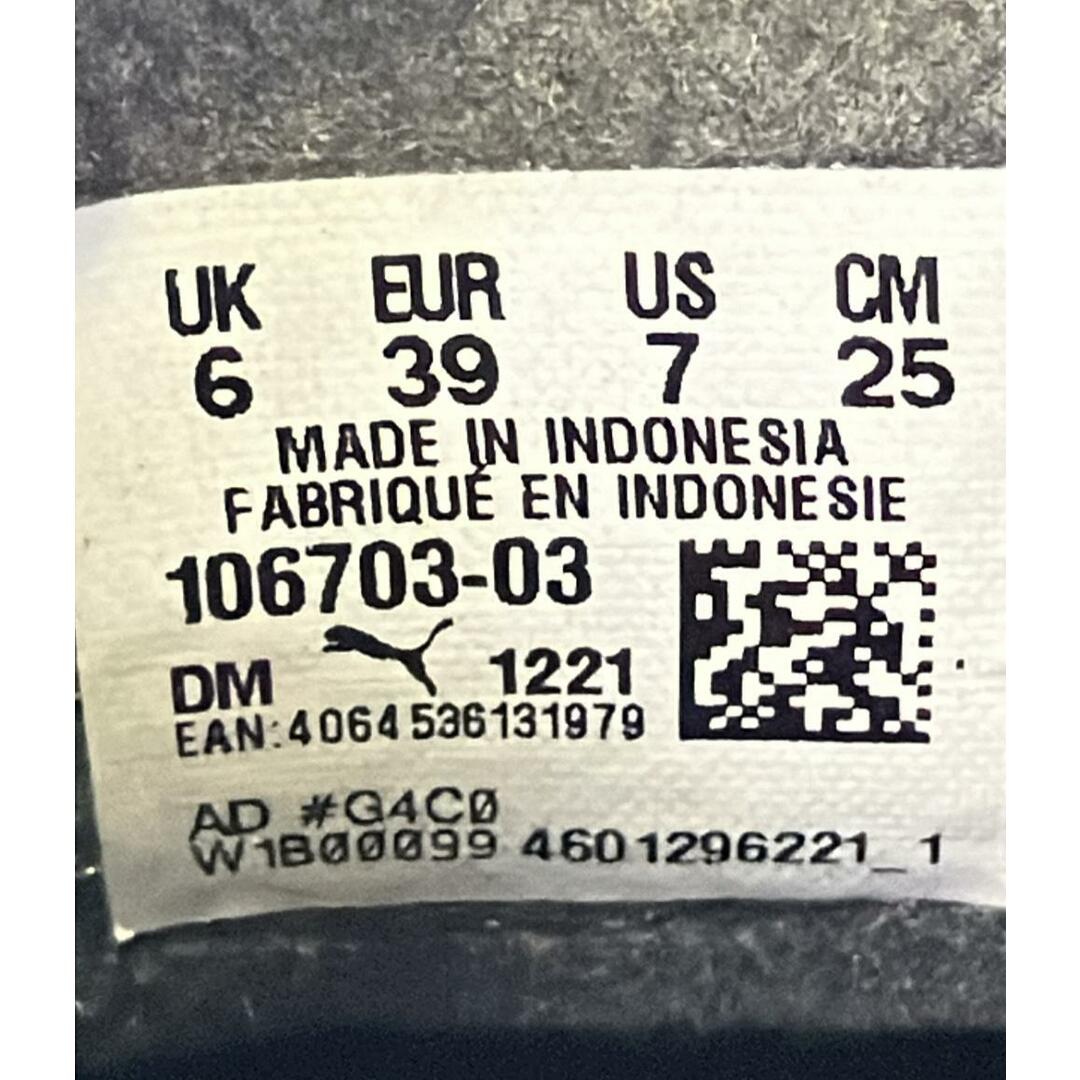 UK EUR US CM
6 39 7 25
MADE IN INDONESIA
FABRIQUÉ EN INDONESIE
106703-03
DM 1221
EAN:4064536131979
AD #G4C0
W1B00099 4601296221_1